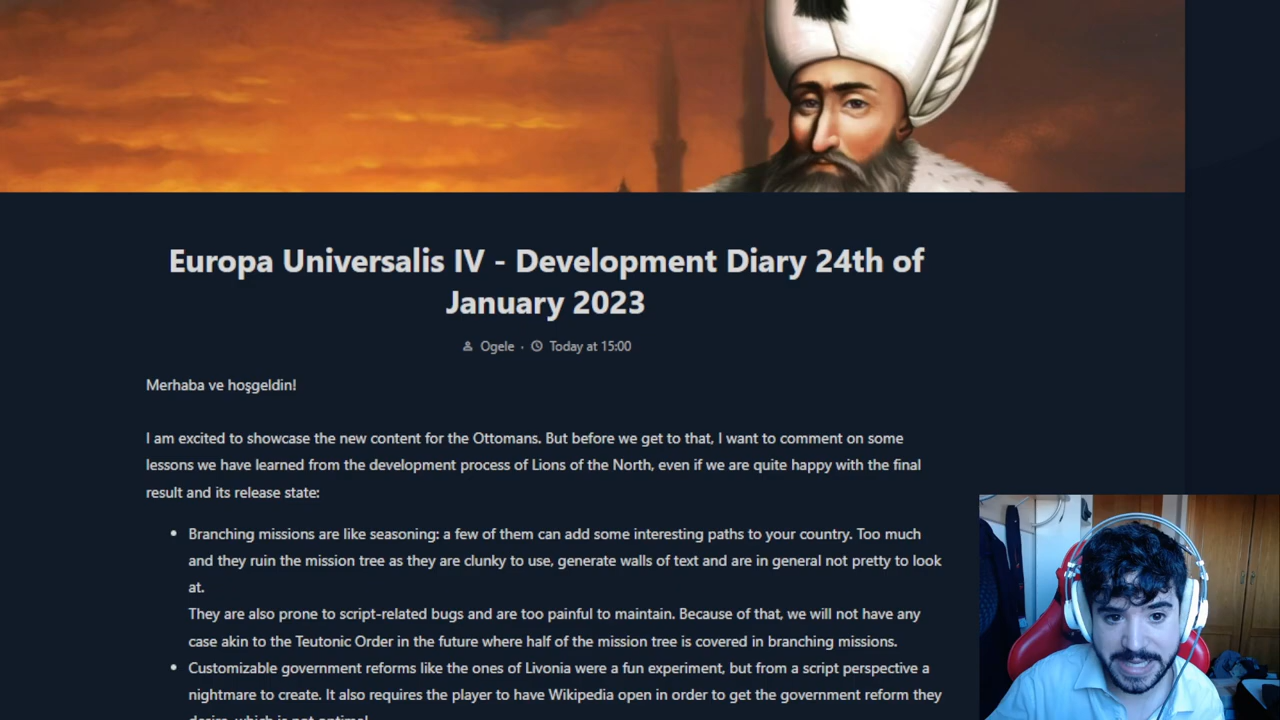 Europa Universalis IV - Development Diary 24th of
January 2023
Ogele · Today at 15:00
Merhaba ve hoşgeldin!
I am excited to showcase the new content for the Ottomans. But before we get to that, I want to comment on some
lessons we have learned from the development process of Lions of the North, even if we are quite happy with the final
result and its release state:
• Branching missions are like seasoning: a few of them can add some interesting paths to your country. Too much
and they ruin the mission tree as they are clunky to use, generate walls of text and are in general not pretty to look
at.
They are also prone to script-related bugs and are too painful to maintain. Because of that, we will not have any
case akin to the Teutonic Order in the future where half of the mission tree is covered in branching missions.
• Customizable government reforms like the ones of Livonia were a fun experiment, but from a script perspective a
nightmare to create. It also requires the player to have Wikipedia open in order to get the government reform they
desire, which is not optimal